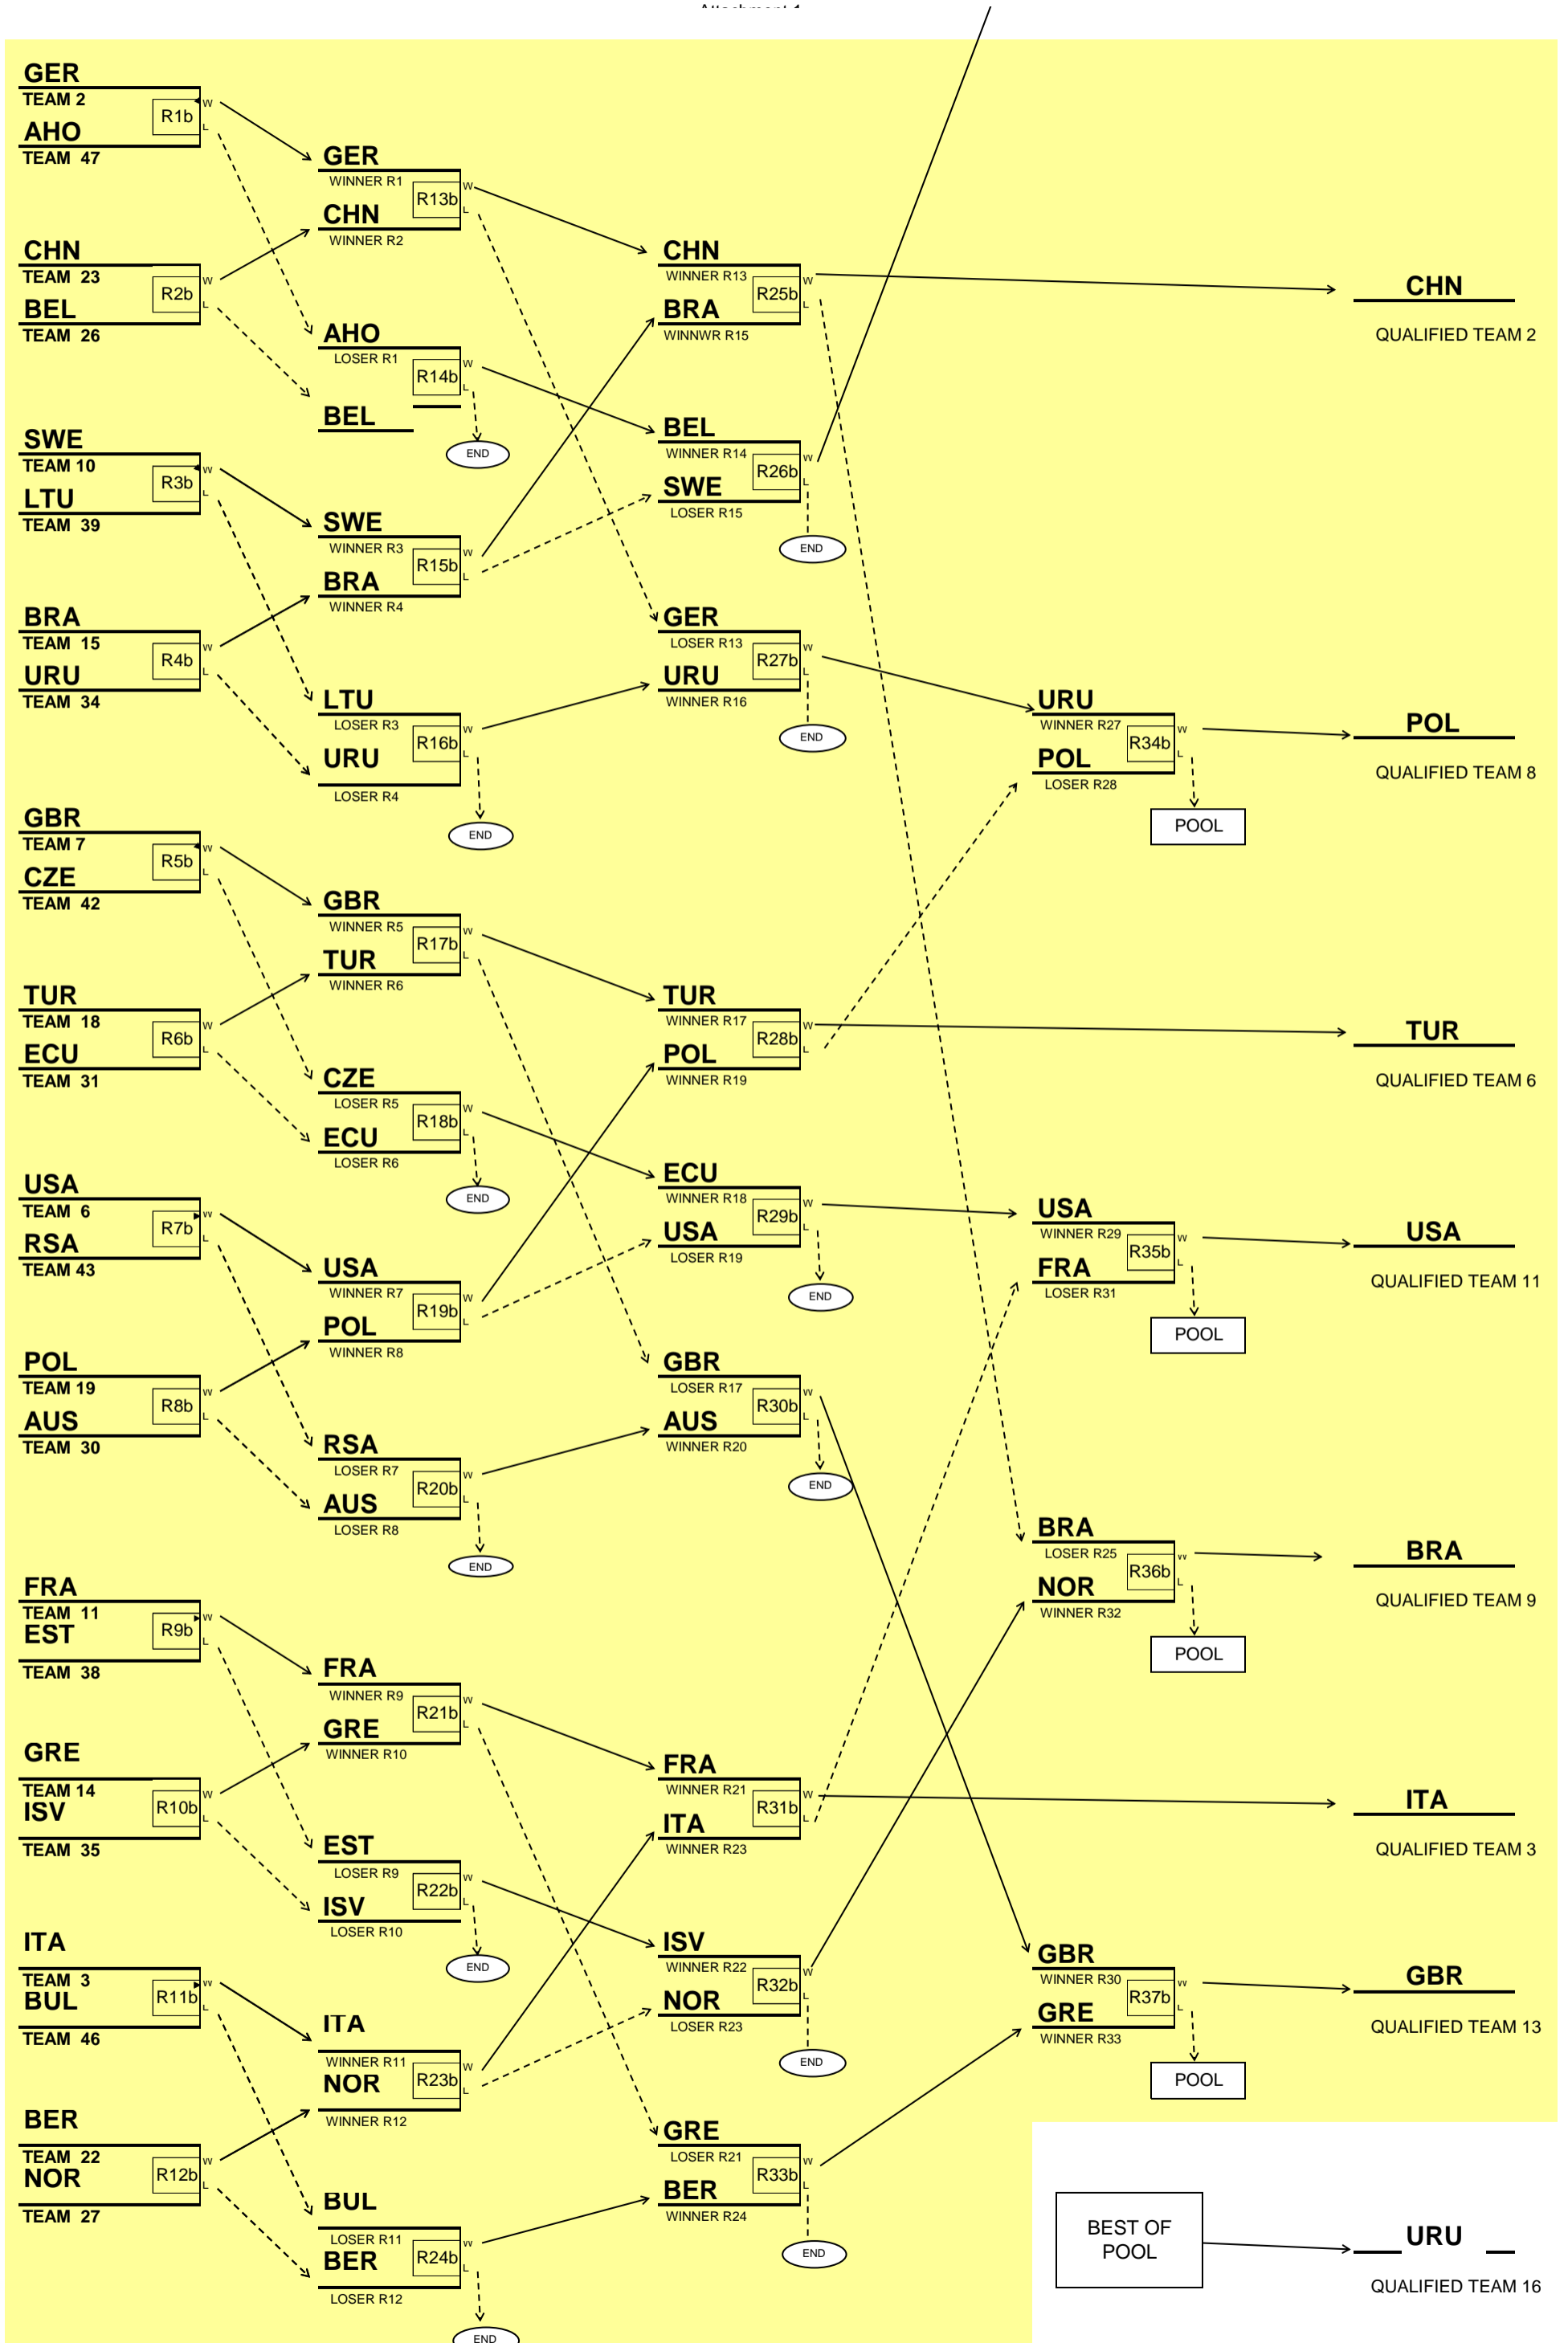 GER
TEAM 2
R1b
W
L
AHO
TEAM 47
CHN
TEAM 23
R2b
W
L
BEL
TEAM 26
SWE
TEAM 10
R3b
W
L
LTU
TEAM 39
BRA
TEAM 15
R4b
W
L
URU
TEAM 34
GBR
TEAM 7
R5b
W
L
CZE
TEAM 42
TUR
TEAM 18
R6b
W
L
ECU
TEAM 31
USA
TEAM 6
R7b
W
L
RSA
TEAM 43
POL
TEAM 19
R8b
W
L
AUS
TEAM 30
FRA
TEAM 11
R9b
W
L
EST
TEAM 38
GRE
TEAM 14
R10b
W
L
ISV
TEAM 35
ITA
TEAM 3
R11b
W
L
BUL
TEAM 46
BER
TEAM 22
R12b
W
L
NOR
TEAM 27
GER
WINNER R1
R13b
W
L
CHN
WINNER R2
AHO
LOSER R1
R14b
W
L
BEL
END
SWE
WINNER R3
R15b
W
L
BRA
WINNER R4
LTU
LOSER R3
R16b
W
L
URU
LOSER R4
END
GBR
WINNER R5
R17b
W
L
TUR
WINNER R6
CZE
LOSER R5
R18b
W
L
ECU
LOSER R6
END
USA
WINNER R7
R19b
W
L
POL
WINNER R8
RSA
LOSER R7
R20b
W
L
AUS
LOSER R8
END
FRA
WINNER R9
R21b
W
L
GRE
WINNER R10
EST
LOSER R9
R22b
W
L
ISV
LOSER R10
END
ITA
WINNER R11
R23b
W
L
NOR
WINNER R12
BUL
LOSER R11
R24b
W
L
BER
LOSER R12
END
CHN
WINNER R13
R25b
W
L
BRA
WINNWR R15
BEL
WINNER R14
R26b
W
L
SWE
LOSER R15
END
GER
LOSER R13
R27b
W
L
URU
WINNER R16
END
TUR
WINNER R17
R28b
W
L
POL
WINNER R19
ECU
WINNER R18
R29b
W
L
USA
LOSER R19
END
GBR
LOSER R17
R30b
W
L
AUS
WINNER R20
END
FRA
WINNER R21
R31b
W
L
ITA
WINNER R23
ISV
WINNER R22
R32b
W
L
NOR
LOSER R23
END
GRE
LOSER R21
R33b
W
L
BER
WINNER R24
END
URU
WINNER R27
R34b
W
L
POL
LOSER R28
POOL
USA
WINNER R29
R35b
W
L
FRA
LOSER R31
POOL
BRA
LOSER R25
R36b
W
L
NOR
WINNER R32
POOL
GBR
WINNER R30
R37b
W
L
GRE
WINNER R33
POOL
BEST OF
POOL
CHN
QUALIFIED TEAM 2
POL
QUALIFIED TEAM 8
TUR
QUALIFIED TEAM 6
USA
QUALIFIED TEAM 11
BRA
QUALIFIED TEAM 9
ITA
QUALIFIED TEAM 3
GBR
QUALIFIED TEAM 13
URU
QUALIFIED TEAM 16